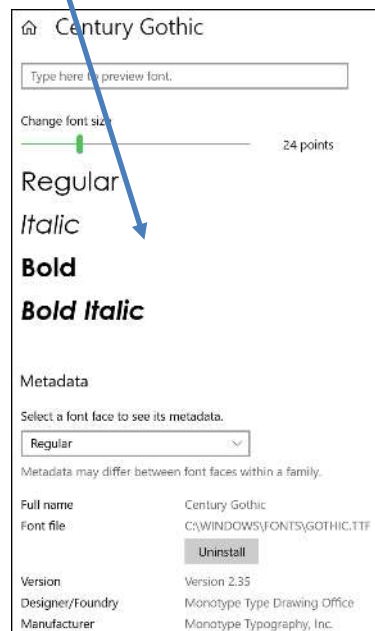 Century Gothic
Type here to preview font.
Change font size
24 points
Regular
Italic
Bold
Bold Italic
Metadata
Select a font face to see its metadata.
Regular
Metadata may differ between font faces within a family.
Full name Century Gothic
Font file C:\WINDOWS\FONTS\GOTHIC.TTF
Uninstall
Version Version 2.35
Designer/Foundry Monotype Type Drawing Office
Manufacturer Monotype Typography, Inc.